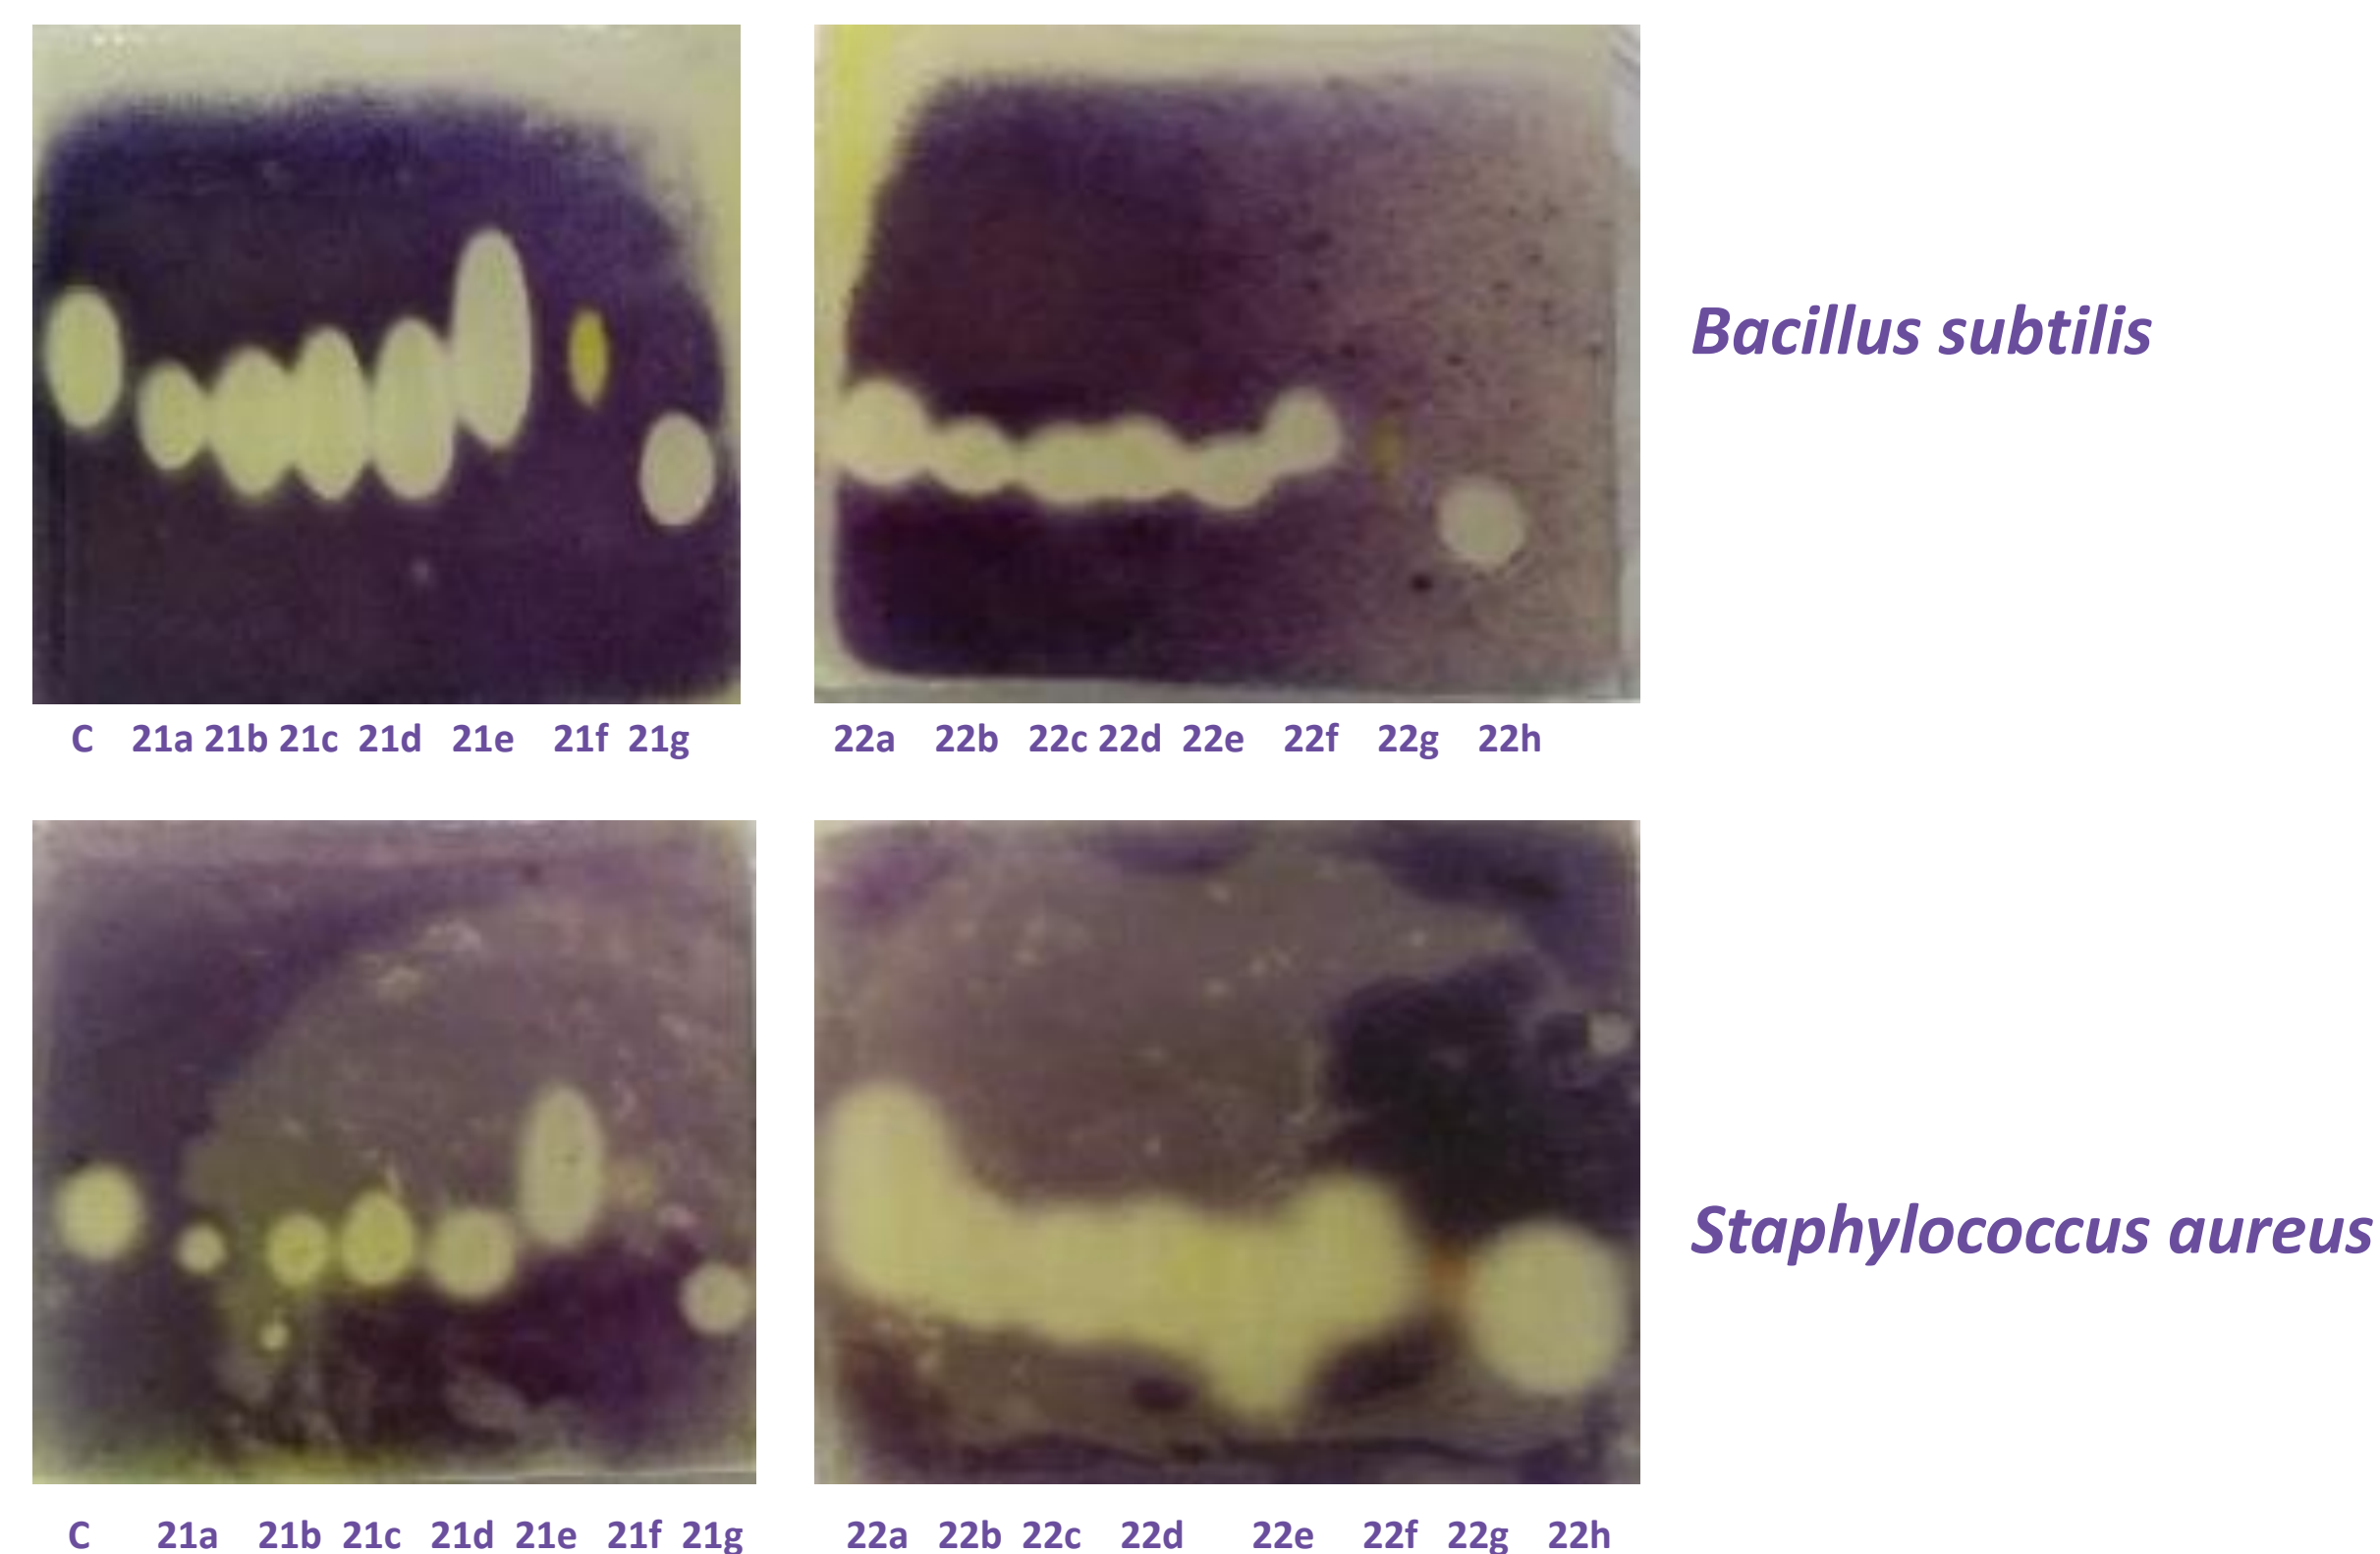 Bacillus subtilis
C 21a 21b 21c 21d 21e 21f 21g
22a 22b 22c 22d 22e 22f 22g 22h
Staphylococcus aureus
C 21a 21b 21c 21d 21e 21f 21g
22a 22b 22c 22d 22e 22f 22g 22h